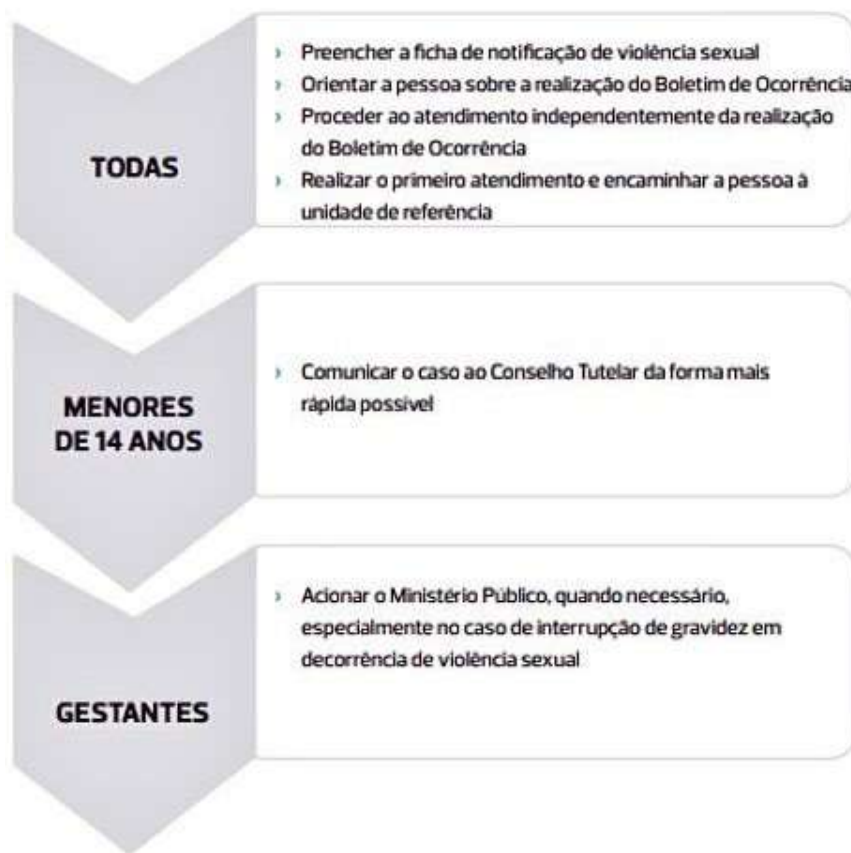 TODAS
› Preencher a ficha de notificação de violência sexual
› Orientar a pessoa sobre a realização do Boletim de Ocorrência
› Proceder ao atendimento independentemente da realização
do Boletim de Ocorrência
› Realizar o primeiro atendimento e encaminhar a pessoa à
unidade de referência
MENORES
DE 14 ANOS
› Comunicar o caso ao Conselho Tutelar da forma mais
rápida possível
GESTANTES
› Acionar o Ministério Público, quando necessário,
especialmente no caso de interrupção de gravidez em
decorrência de violência sexual